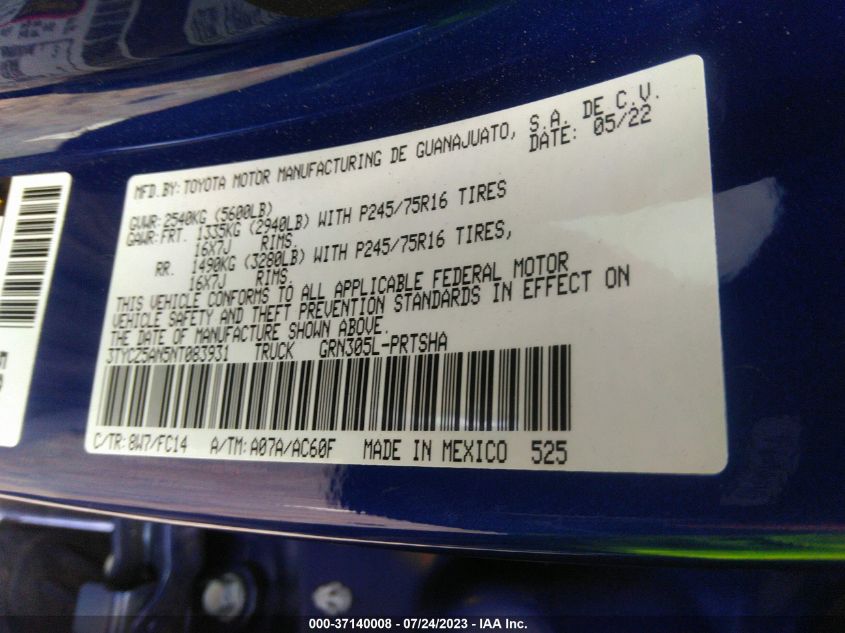 MFD.BY: TOYOTA MOTOR MANUFACTURING DE GUANAJUATO, S.A. DE C.V.
DATE: 05/22
GVWR: 2540KG (5600LB)
GAWR: FRT. 1335KG (2940LB) WITH P245/75R16 TIRES
16X7J RIMS.
RR. 1490KG (3280LB) WITH P245/75R16 TIRES,
16X7J RIMS.
THIS VEHICLE CONFORMS TO ALL APPLICABLE FEDERAL MOTOR
VEHICLE SAFETY AND THEFT PREVENTION STANDARDS IN EFFECT ON
THE DATE OF MANUFACTURE SHOWN ABOVE.
3TYCZ5AN5NT083931 TRUCK GRN305L-PRTSHA
C/TR: 8W7/FC14 A/TM: A07A/AC60F MADE IN MEXICO 525
000-37140008 - 07/24/2023 - IAA Inc.